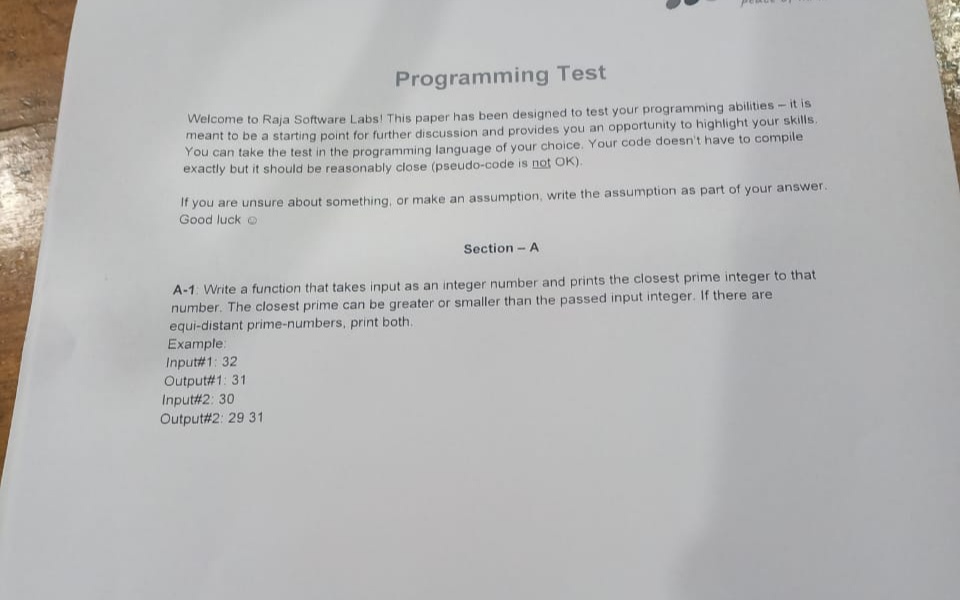 Programming Test
Welcome to Raja Software Labs! This paper has been designed to test your programming abilities – it is
meant to be a starting point for further discussion and provides you an opportunity to highlight your skills.
You can take the test in the programming language of your choice. Your code doesn't have to compile
exactly but it should be reasonably close (pseudo-code is not OK).
If you are unsure about something, or make an assumption, write the assumption as part of your answer.
Good luck ☺
Section – A
A-1: Write a function that takes input as an integer number and prints the closest prime integer to that
number. The closest prime can be greater or smaller than the passed input integer. If there are
equi-distant prime-numbers, print both.
Example:
Input#1: 32
Output#1: 31
Input#2: 30
Output#2: 29 31